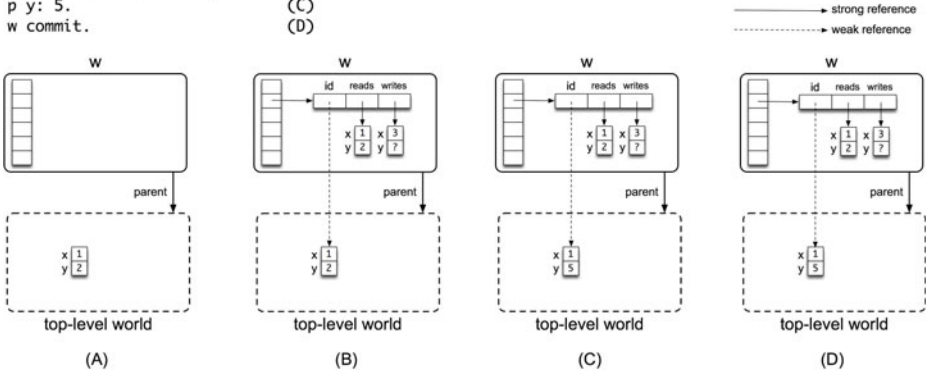 p y: 5. (C)
w commit. (D)
strong reference
weak reference
w w w w
id reads writes id reads writes id reads writes
x 1 x 3 x 1 x 3 x 1 x 3
y 2 y ? y 2 y ? y 2 y ?
parent parent parent parent
x 1 x 1 x 1 x 1
y 2 y 2 y 5 y 5
top-level world top-level world top-level world top-level world
(A) (B) (C) (D)